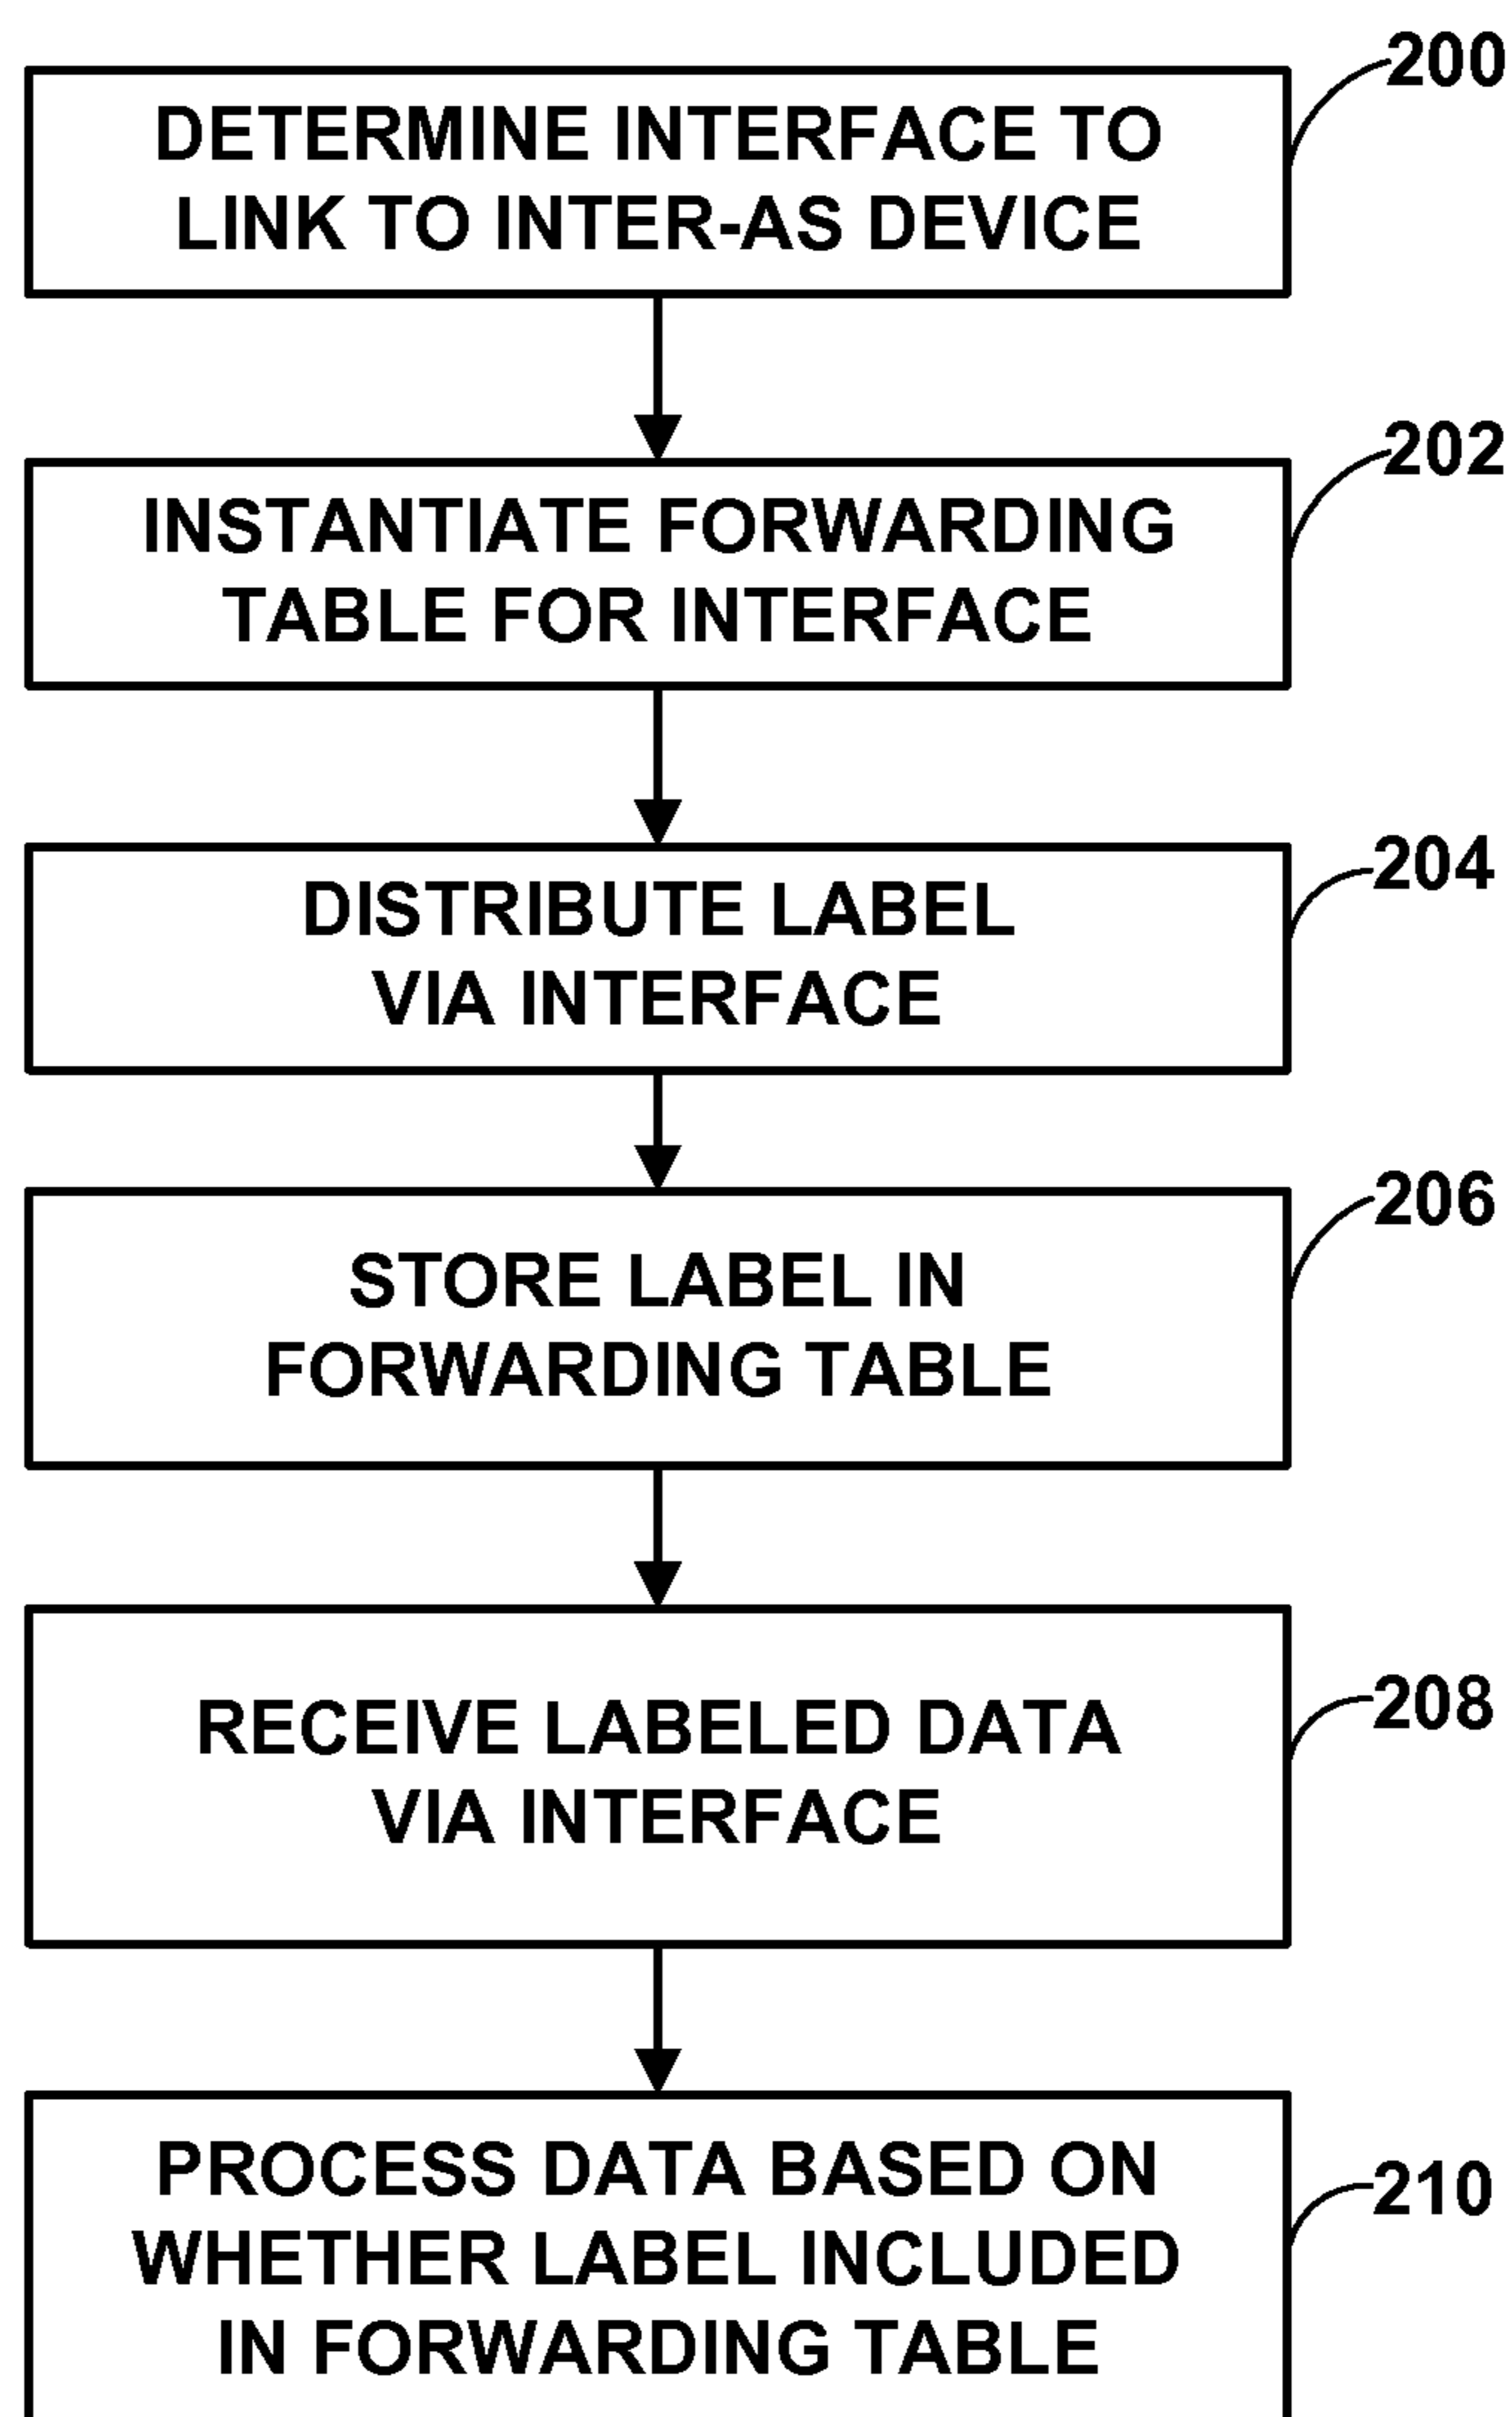 200
DETERMINE INTERFACE TO
LINK TO INTER-AS DEVICE
202
INSTANTIATE FORWARDING
TABLE FOR INTERFACE
204
DISTRIBUTE LABEL
VIA INTERFACE
206
STORE LABEL IN
FORWARDING TABLE
208
RECEIVE LABELED DATA
VIA INTERFACE
210
PROCESS DATA BASED ON
WHETHER LABEL INCLUDED
IN FORWARDING TABLE